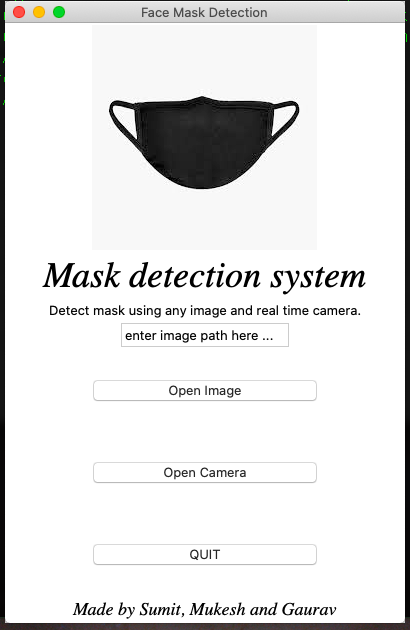 Face Mask Detection
Mask detection system
Detect mask using any image and real time camera.
enter image path here ...
Open Image
Open Camera
QUIT
Made by Sumit, Mukesh and Gaurav